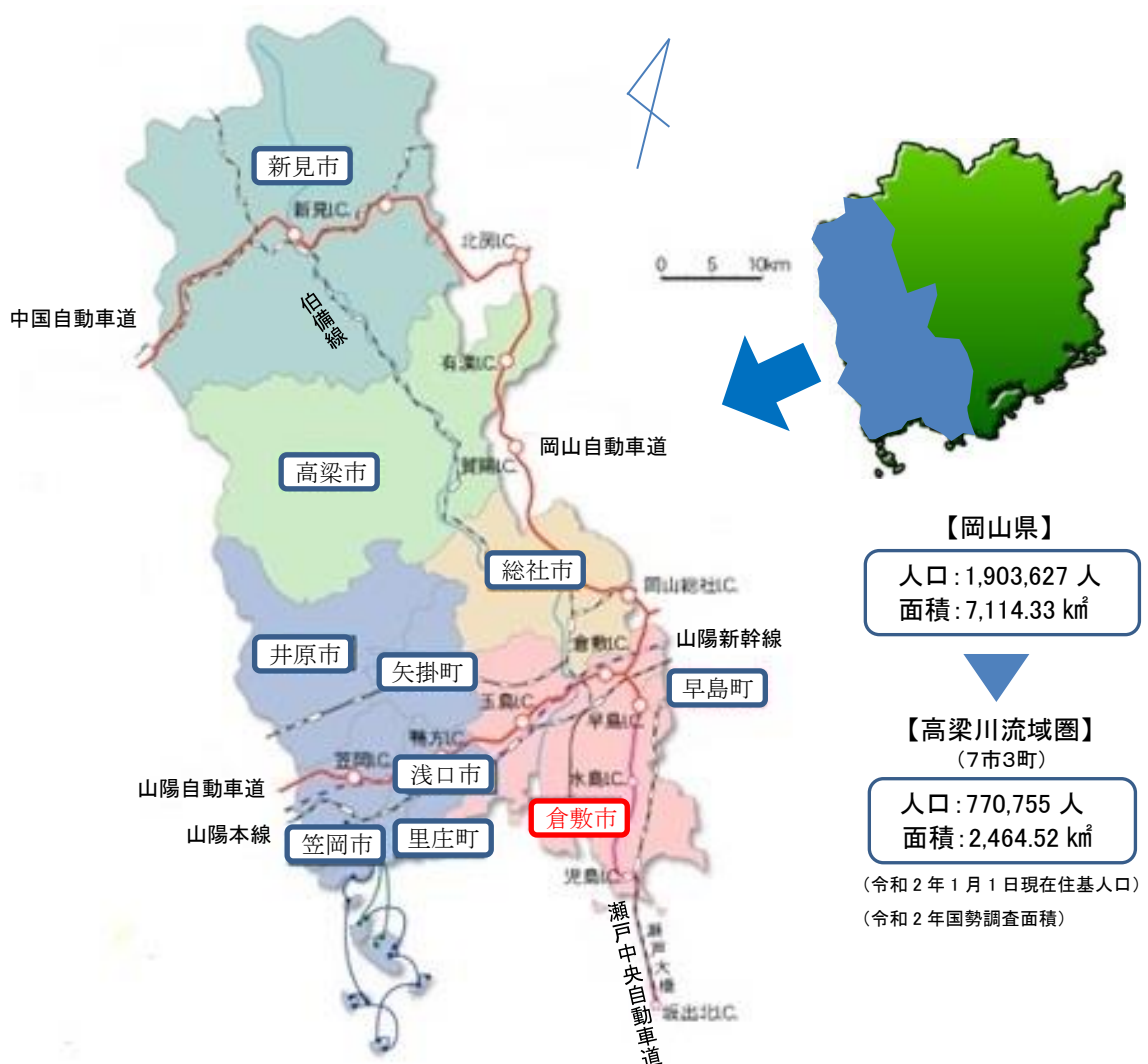 新見市
新見I.C.
北房I.C.
0 5 10km
中国自動車道
伯備線
有漢I.C.
岡山自動車道
賀陽I.C.
高梁市
【岡山県】
人口：1,903,627 人
面積：7,114.33 ㎢
総社市
岡山総社I.C.
井原市
矢掛町
倉敷I.C.
山陽新幹線
早島町
玉島I.C.
早島I.C.
【高梁川流域圏】
(7市3町)
人口：770,755 人
面積：2,464.52 ㎢
(令和２年１月１日現在住基人口)
(令和２年国勢調査面積)
鴨方I.C.
笠岡I.C.
浅口市
水島I.C.
山陽自動車道
山陽本線
笠岡市
里庄町
倉敷市
児島I.C.
瀬戸中央自動車道
瀬戸大橋
坂出北I.C.